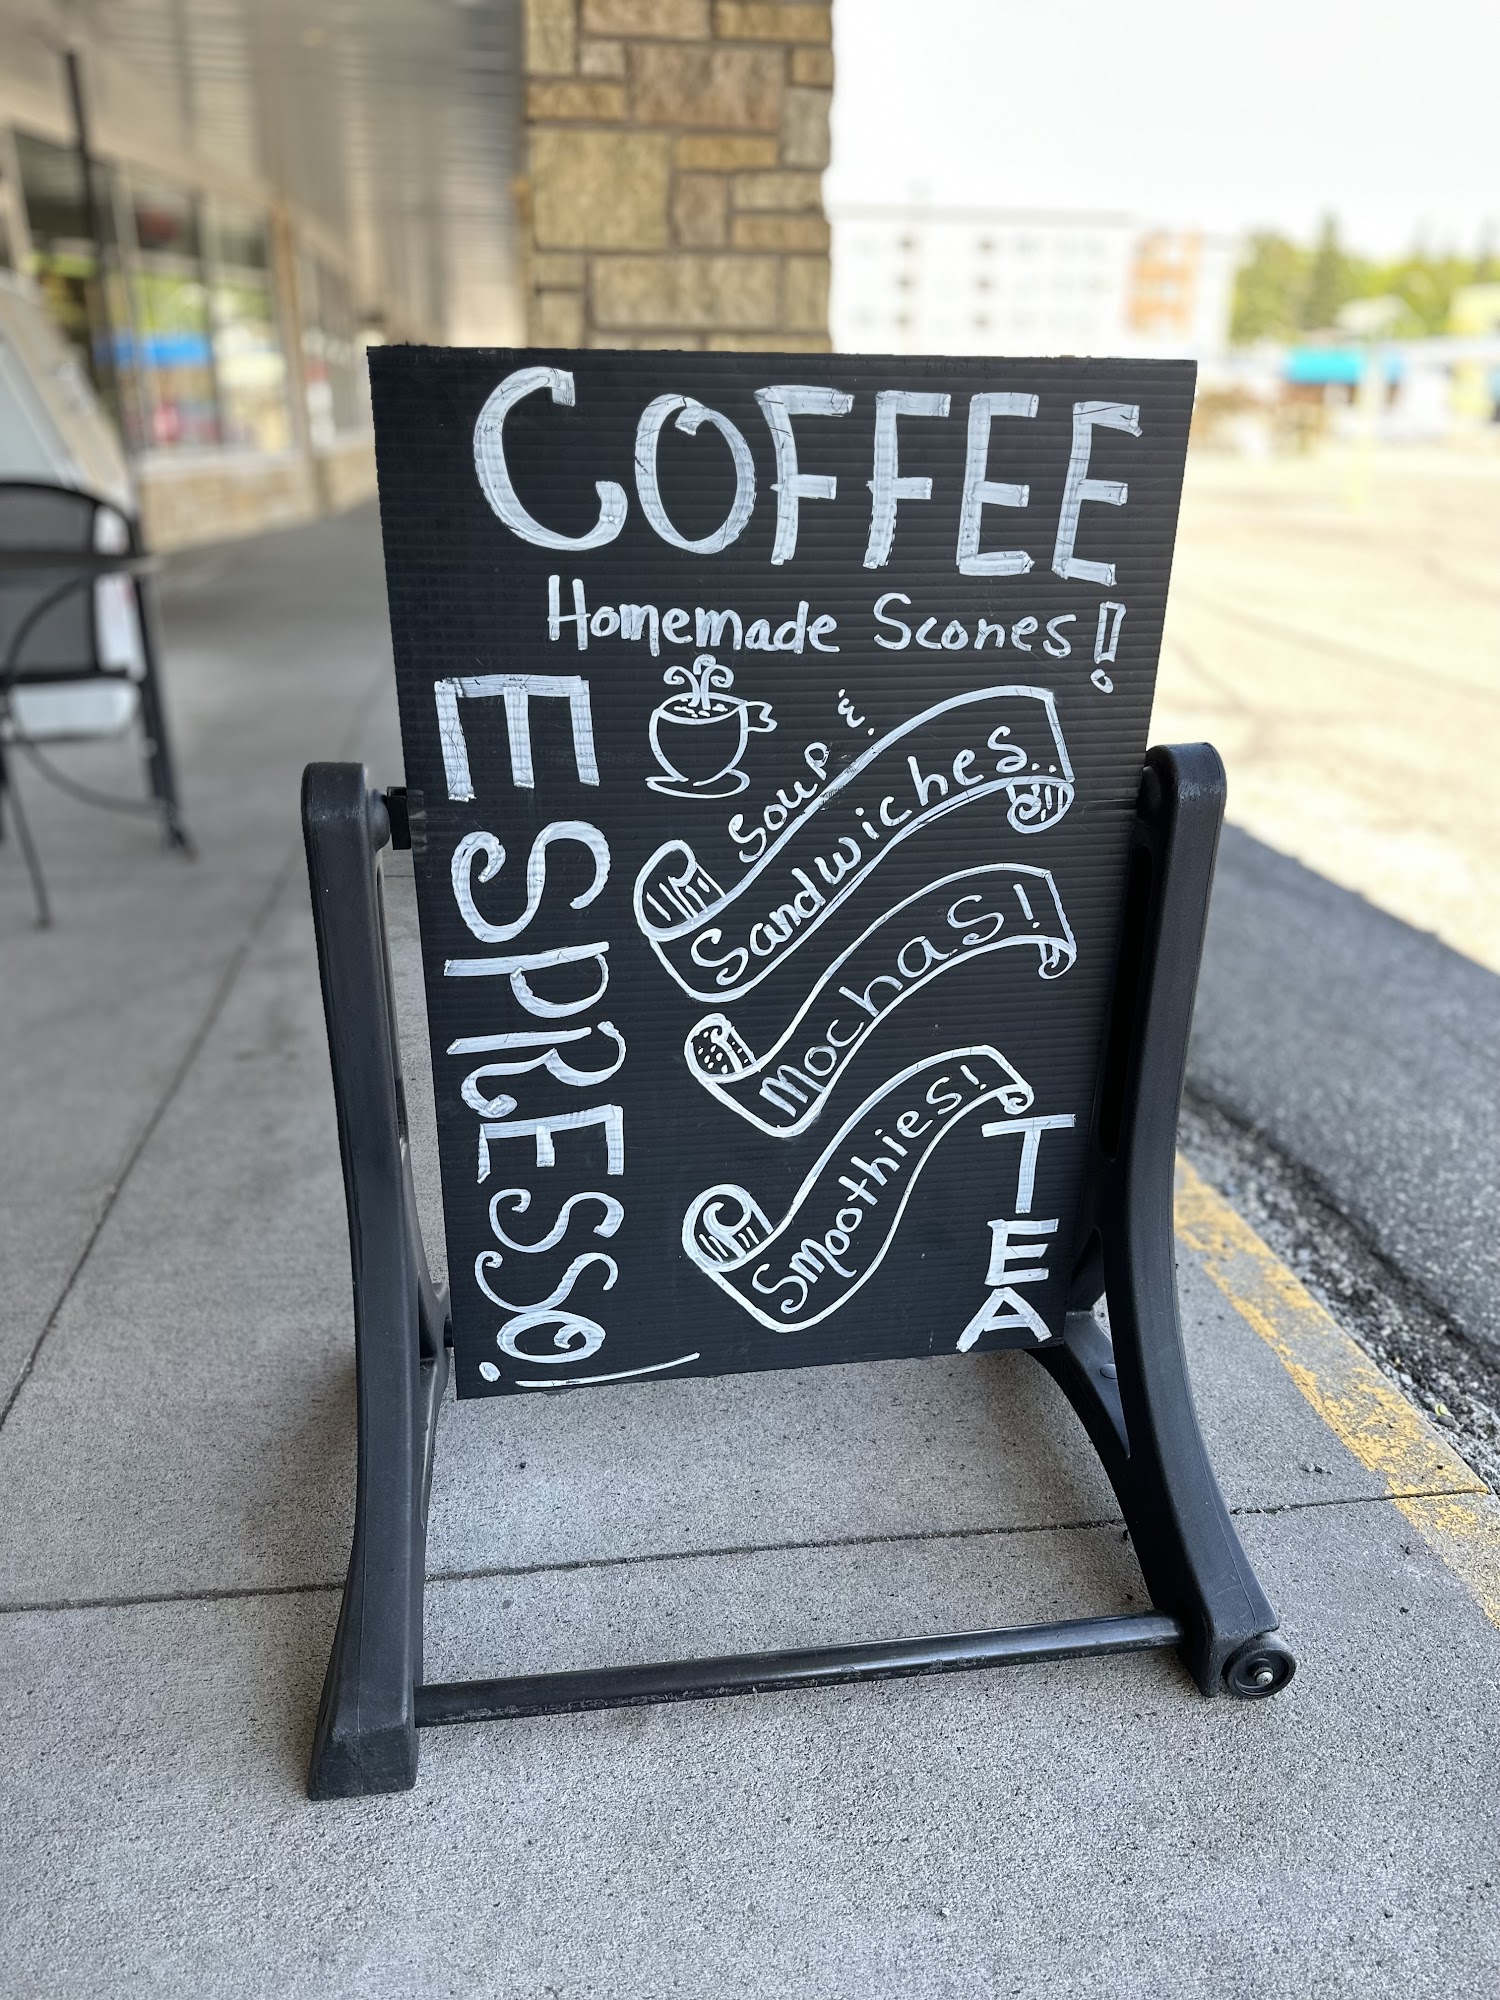 COFFEE
Homemade Scones!
ESPRESSO!
Soup &
Sandwiches..
Mochas!
Smoothies!
TEA